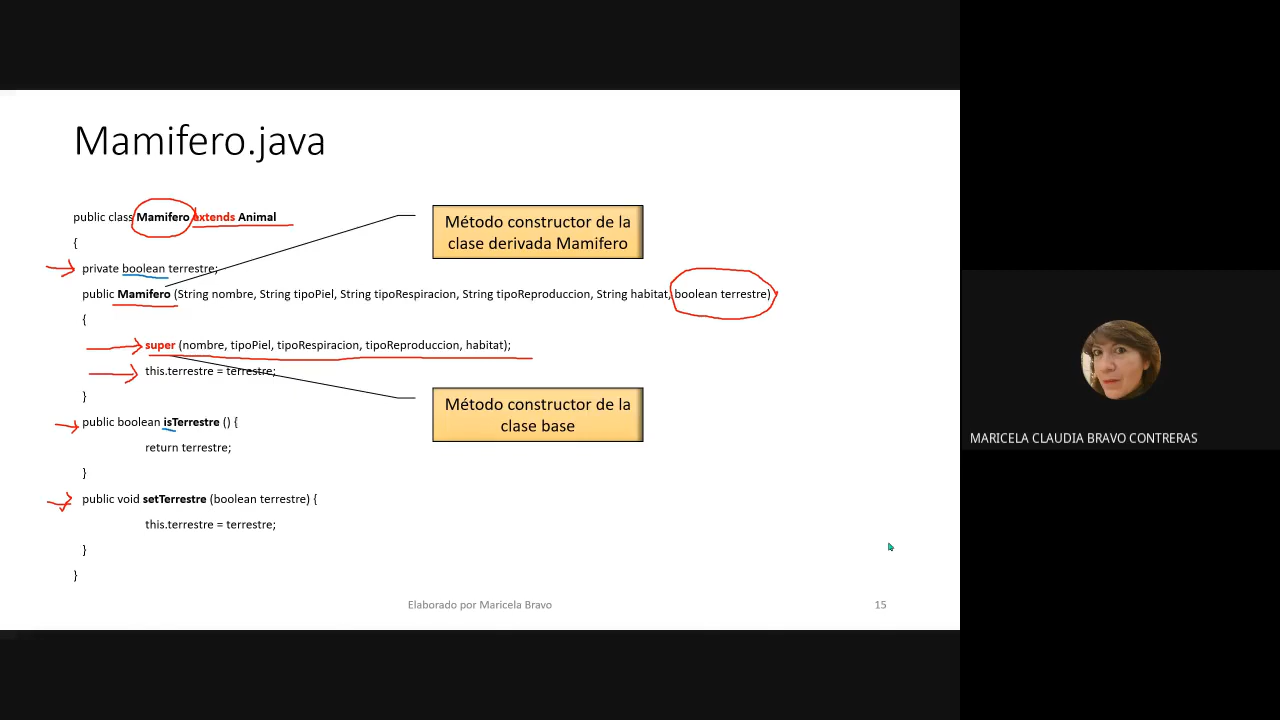 Mamifero.java
public class Mamifero extends Animal
{
private boolean terrestre;
public Mamifero (String nombre, String tipoPiel, String tipoRespiracion, String tipoReproduccion, String habitat, boolean terrestre)
{
super (nombre, tipoPiel, tipoRespiracion, tipoReproduccion, habitat);
this.terrestre = terrestre;
}
public boolean isTerrestre () {
return terrestre;
}
public void setTerrestre (boolean terrestre) {
this.terrestre = terrestre;
}
}
Método constructor de la
clase derivada Mamifero
Método constructor de la
clase base
Elaborado por Maricela Bravo
15
MARICELA CLAUDIA BRAVO CONTRERAS